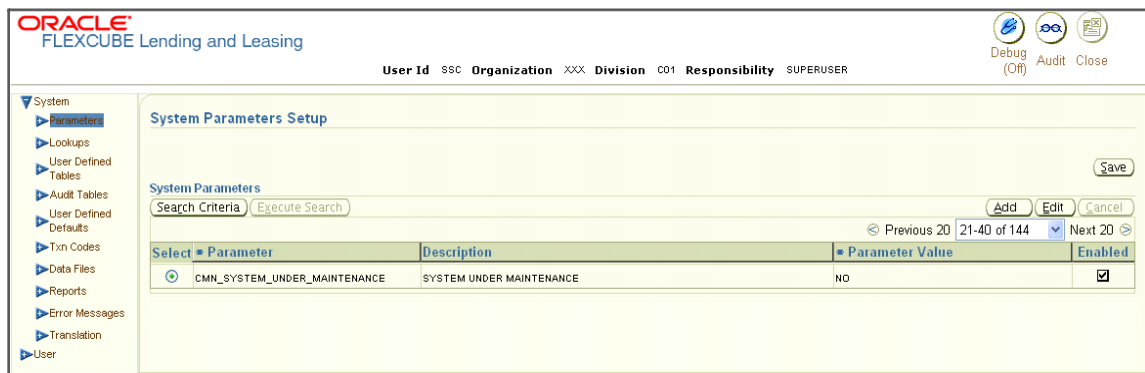 ORACLE
FLEXCUBE Lending and Leasing
User Id SSC Organization XXX Division C01 Responsibility SUPERUSER
Debug (Off)
Audit
Close
System
Parameters
Lookups
User Defined
Tables
Audit Tables
User Defined
Defaults
Txn Codes
Data Files
Reports
Error Messages
Translation
User
System Parameters Setup
Save
System Parameters
Search Criteria Execute Search Add Edit Cancel
Previous 20 21-40 of 144 Next 20
Select * Parameter Description * Parameter Value Enabled
CMN_SYSTEM_UNDER_MAINTENANCE SYSTEM UNDER MAINTENANCE NO